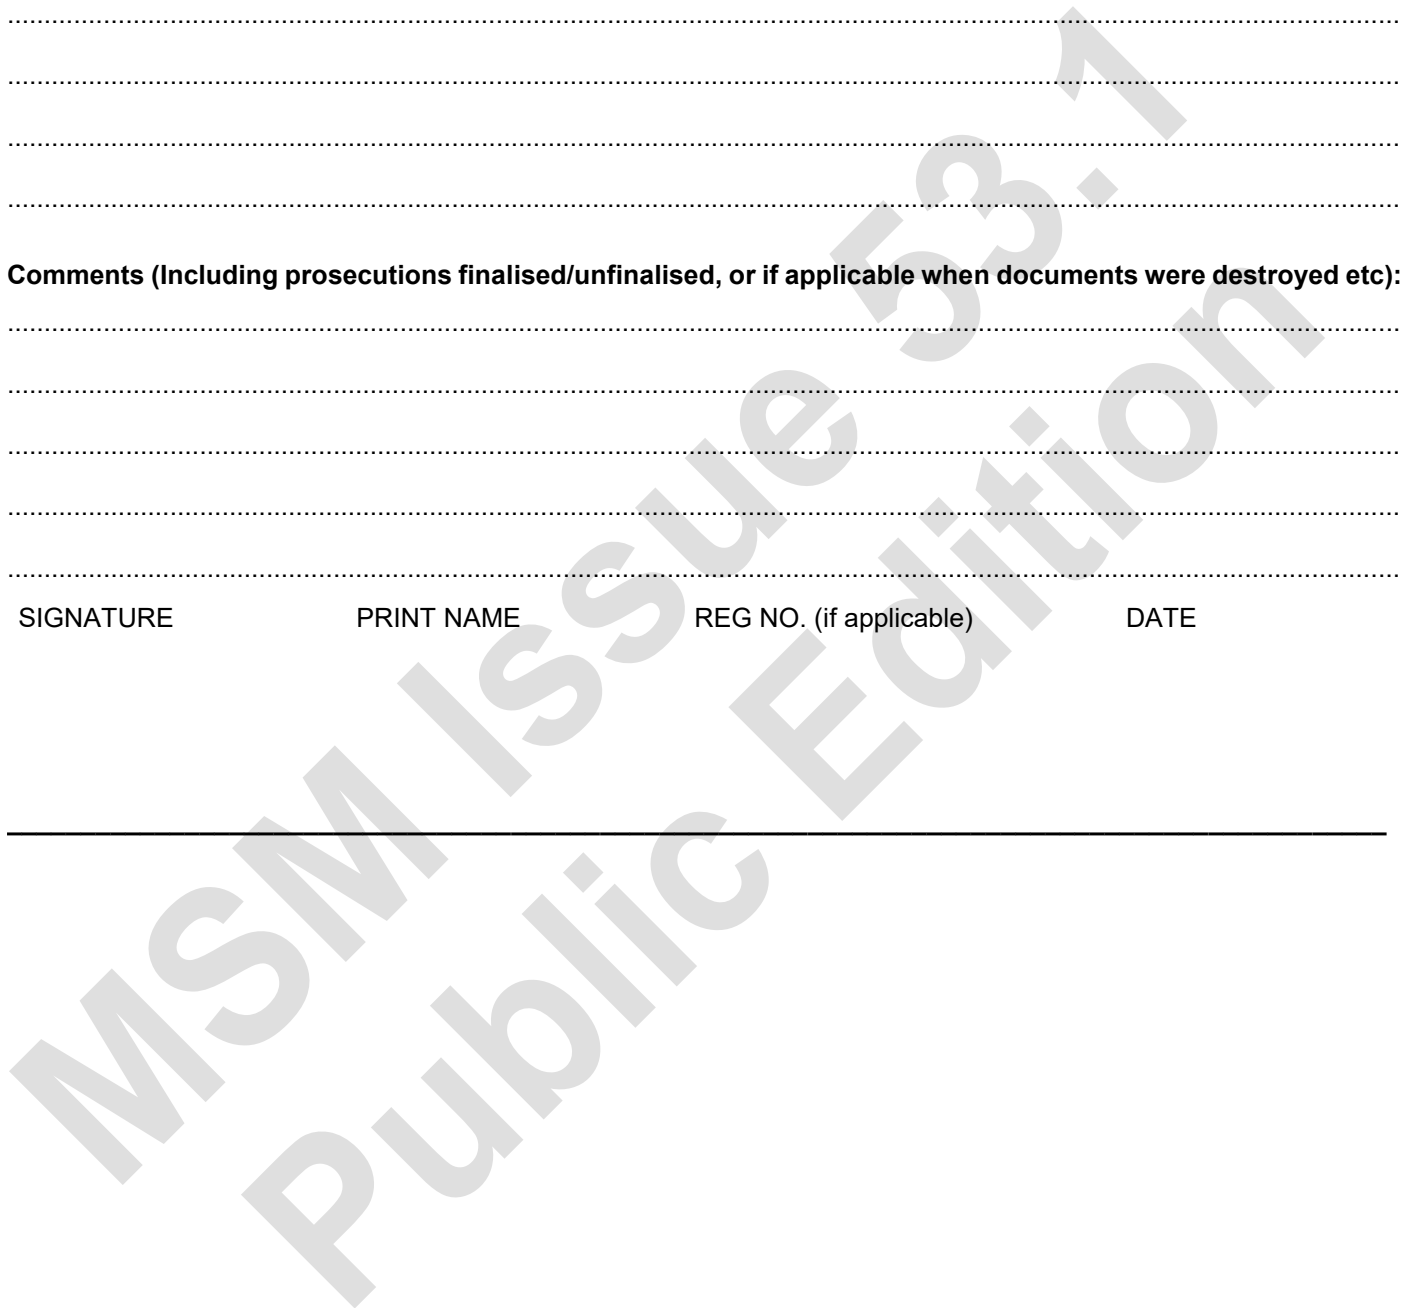 ................................................................................................................................................................................................
................................................................................................................................................................................................
................................................................................................................................................................................................
................................................................................................................................................................................................
Comments (Including prosecutions finalised/unfinalised, or if applicable when documents were destroyed etc):
................................................................................................................................................................................................
................................................................................................................................................................................................
................................................................................................................................................................................................
................................................................................................................................................................................................
................................................................................................................................................................................................
SIGNATURE PRINT NAME REG NO. (if applicable) DATE
MSM Issue 53.1
Public Edition